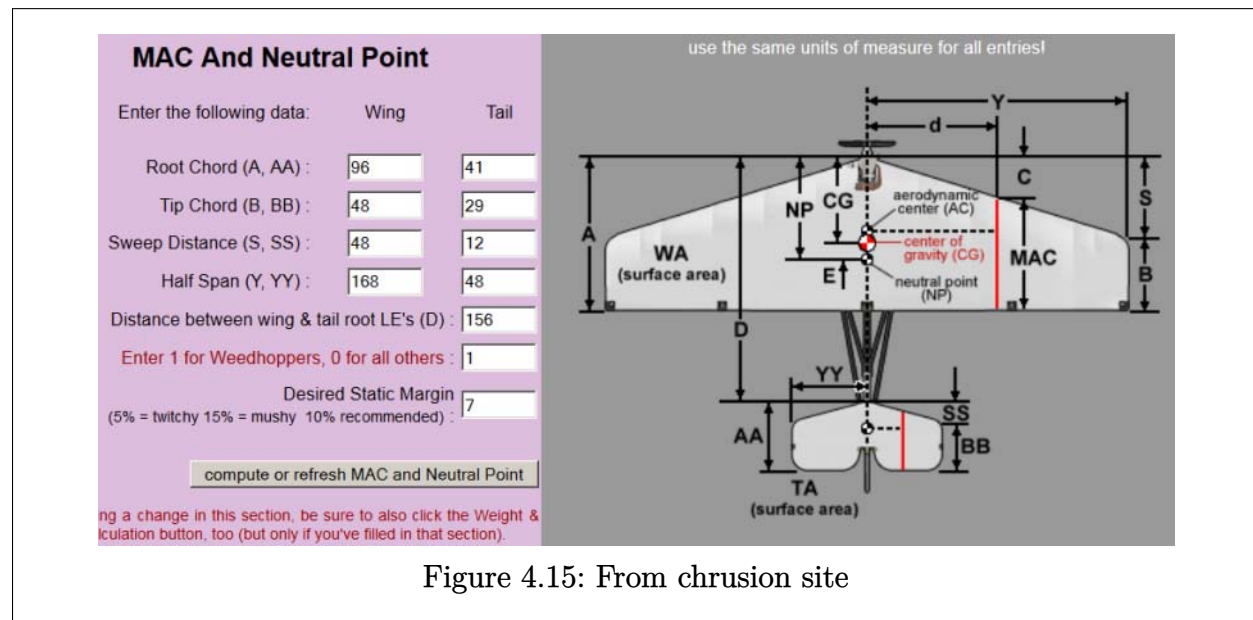 MAC And Neutral Point
Enter the following data: Wing Tail
Root Chord (A, AA) : 96 41
Tip Chord (B, BB) : 48 29
Sweep Distance (S, SS) : 48 12
Half Span (Y, YY) : 168 48
Distance between wing & tail root LE's (D) : 156
Enter 1 for Weedhoppers, 0 for all others : 1
Desired Static Margin
(5% = twitchy 15% = mushy 10% recommended) : 7
compute or refresh MAC and Neutral Point
ng a change in this section, be sure to also click the Weight &
lculation button, too (but only if you've filled in that section).
use the same units of measure for all entries!
Y
d
C
S
CG
NP
aerodynamic
center (AC)
A
WA
(surface area)
center of
gravity (CG)
MAC
B
E
neutral point
(NP)
D
YY
SS
AA
BB
TA
(surface area)
Figure 4.15: From chrusion site